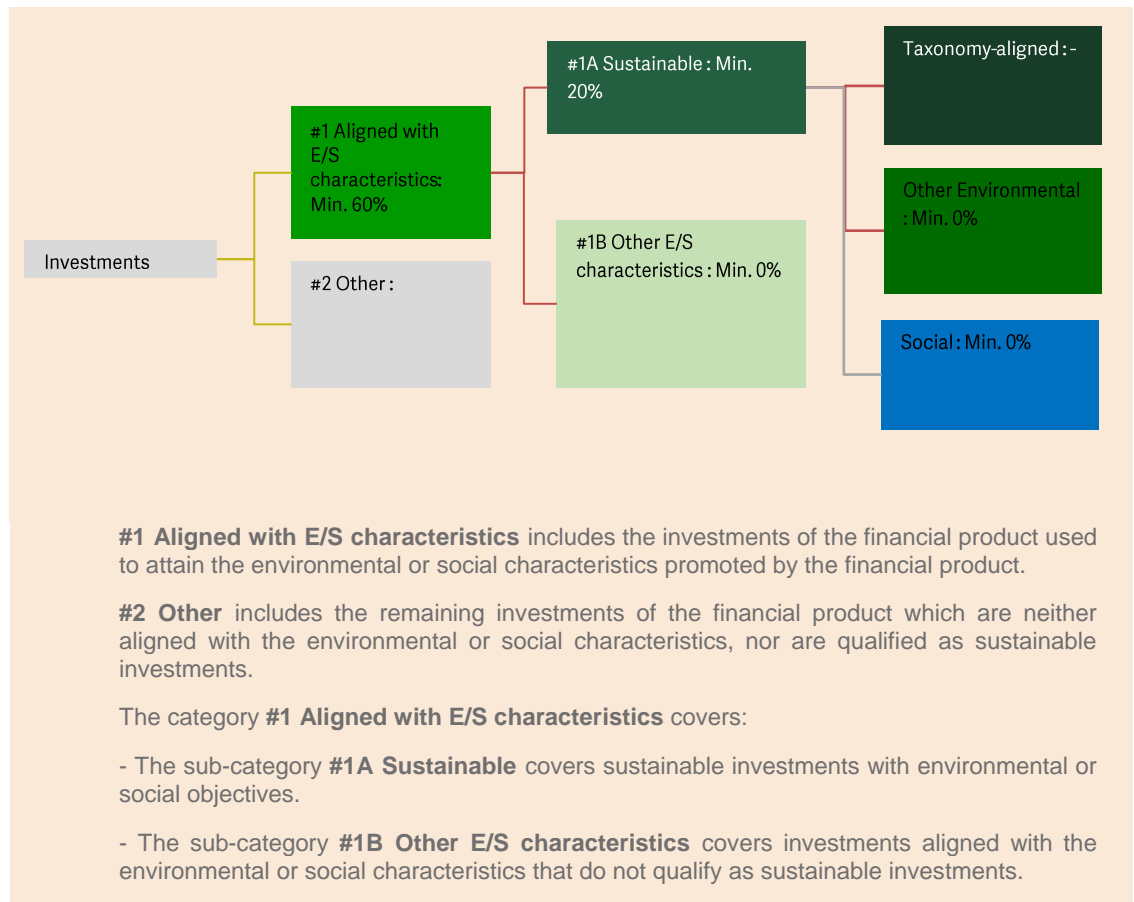 Investments
#1 Aligned with
E/S
characteristics:
Min. 60%
#2 Other :
#1A Sustainable : Min.
20%
#1B Other E/S
characteristics : Min. 0%
Taxonomy-aligned : -
Other Environmental
: Min. 0%
Social : Min. 0%
#1 Aligned with E/S characteristics includes the investments of the financial product used
to attain the environmental or social characteristics promoted by the financial product.
#2 Other includes the remaining investments of the financial product which are neither
aligned with the environmental or social characteristics, nor are qualified as sustainable
investments.
The category #1 Aligned with E/S characteristics covers:
- The sub-category #1A Sustainable covers sustainable investments with environmental or
social objectives.
- The sub-category #1B Other E/S characteristics covers investments aligned with the
environmental or social characteristics that do not qualify as sustainable investments.